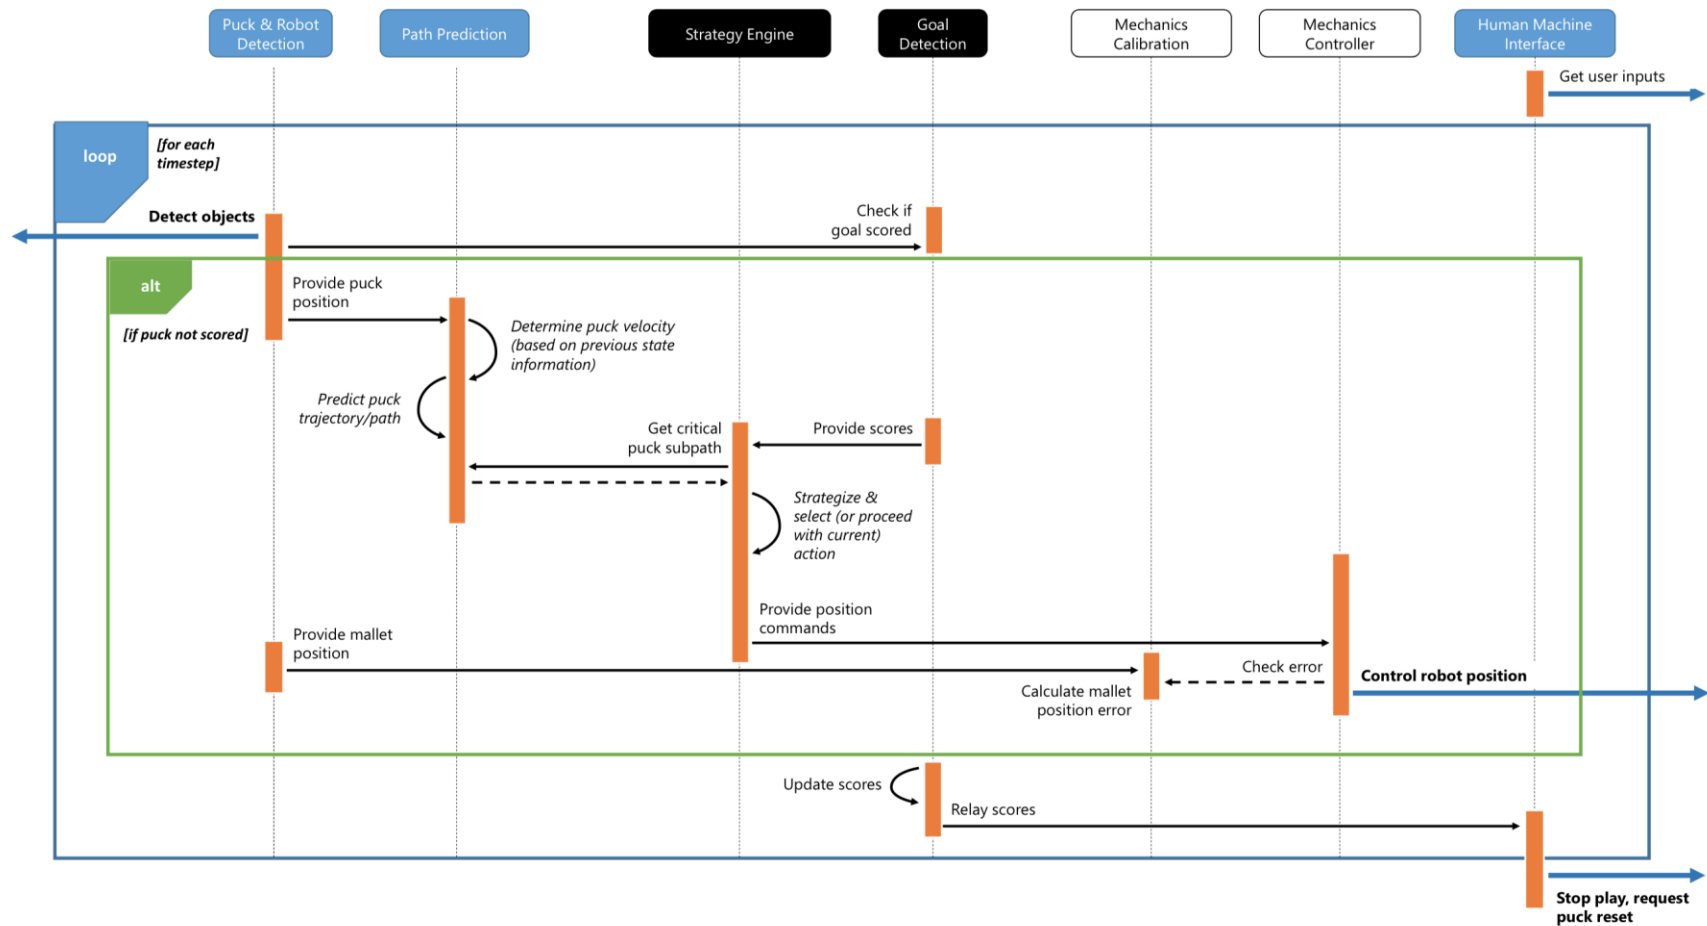 Puck & Robot
Detection
Path Prediction
Strategy Engine
Goal
Detection
Mechanics
Calibration
Mechanics
Controller
Human Machine
Interface
Get user inputs
loop
[for each
timestep]
Detect objects
Check if
goal scored
alt
[if puck not scored]
Provide puck
position
Determine puck velocity
(based on previous state
information)
Predict puck
trajectory/path
Get critical
puck subpath
Provide scores
Strategize &
select (or proceed
with current)
action
Provide position
commands
Provide mallet
position
Check error
Control robot position
Calculate mallet
position error
Update scores
Relay scores
Stop play, request
puck reset